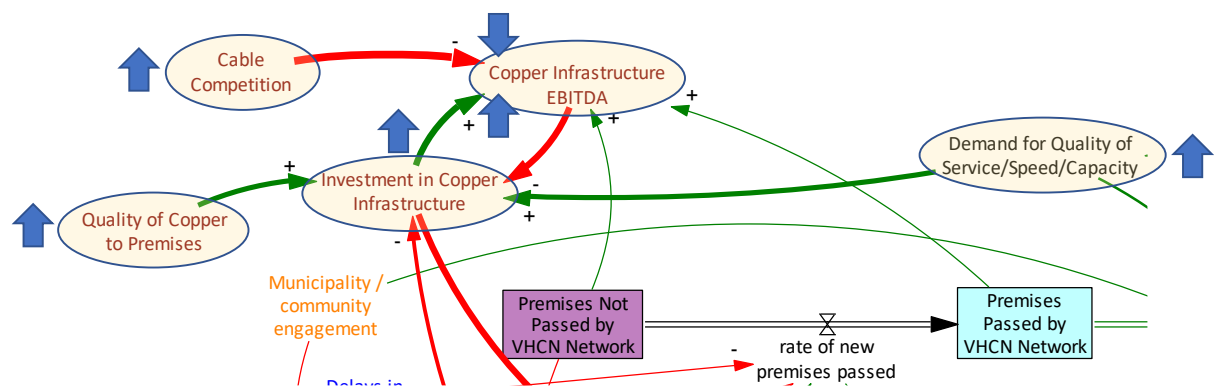 Cable
Competition
-
Copper Infrastructure
EBITDA
+
+
+
Demand for Quality of
Service/Speed/Capacity
+
Investment in Copper
Infrastructure
-
+
Quality of Copper
to Premises
-
Municipality /
community
engagement
Premises Not
Passed by
VHCN Network
Premises
Passed by
VHCN Network
-
rate of new
premises passed
Delays in